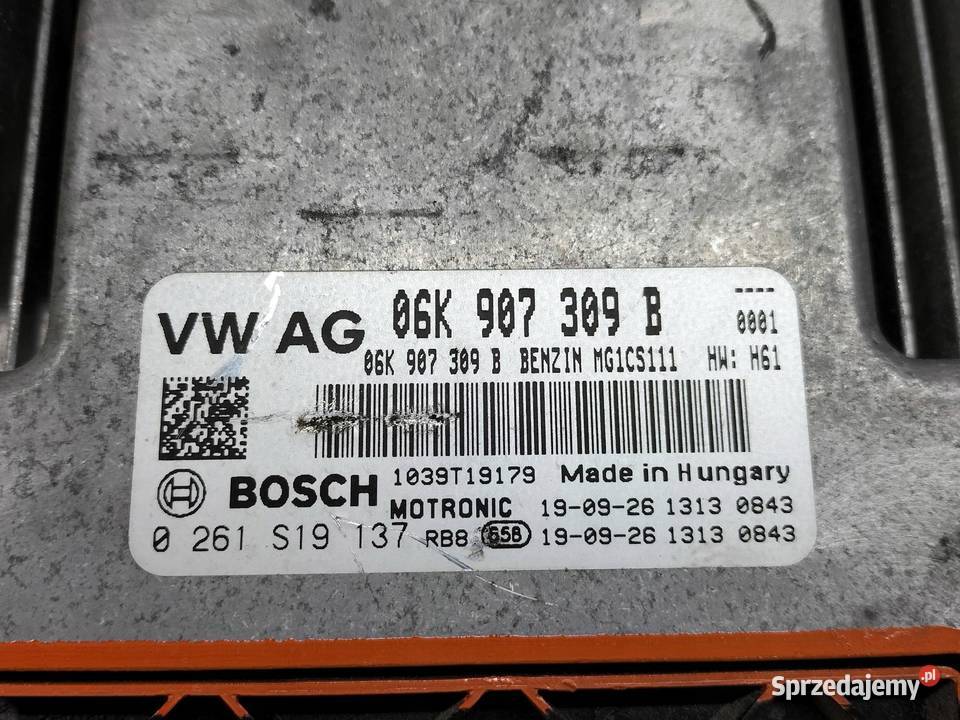 VW AG 06K 907 309 B ----
0001
06K 907 309 B BENZIN MG1CS111 HW: H61
BOSCH 1039T19179 Made in Hungary
MOTRONIC 19-09-26 1313 0843
0 261 S19 137 RB8 658 19-09-26 1313 0843
Sprzedajemy.pl